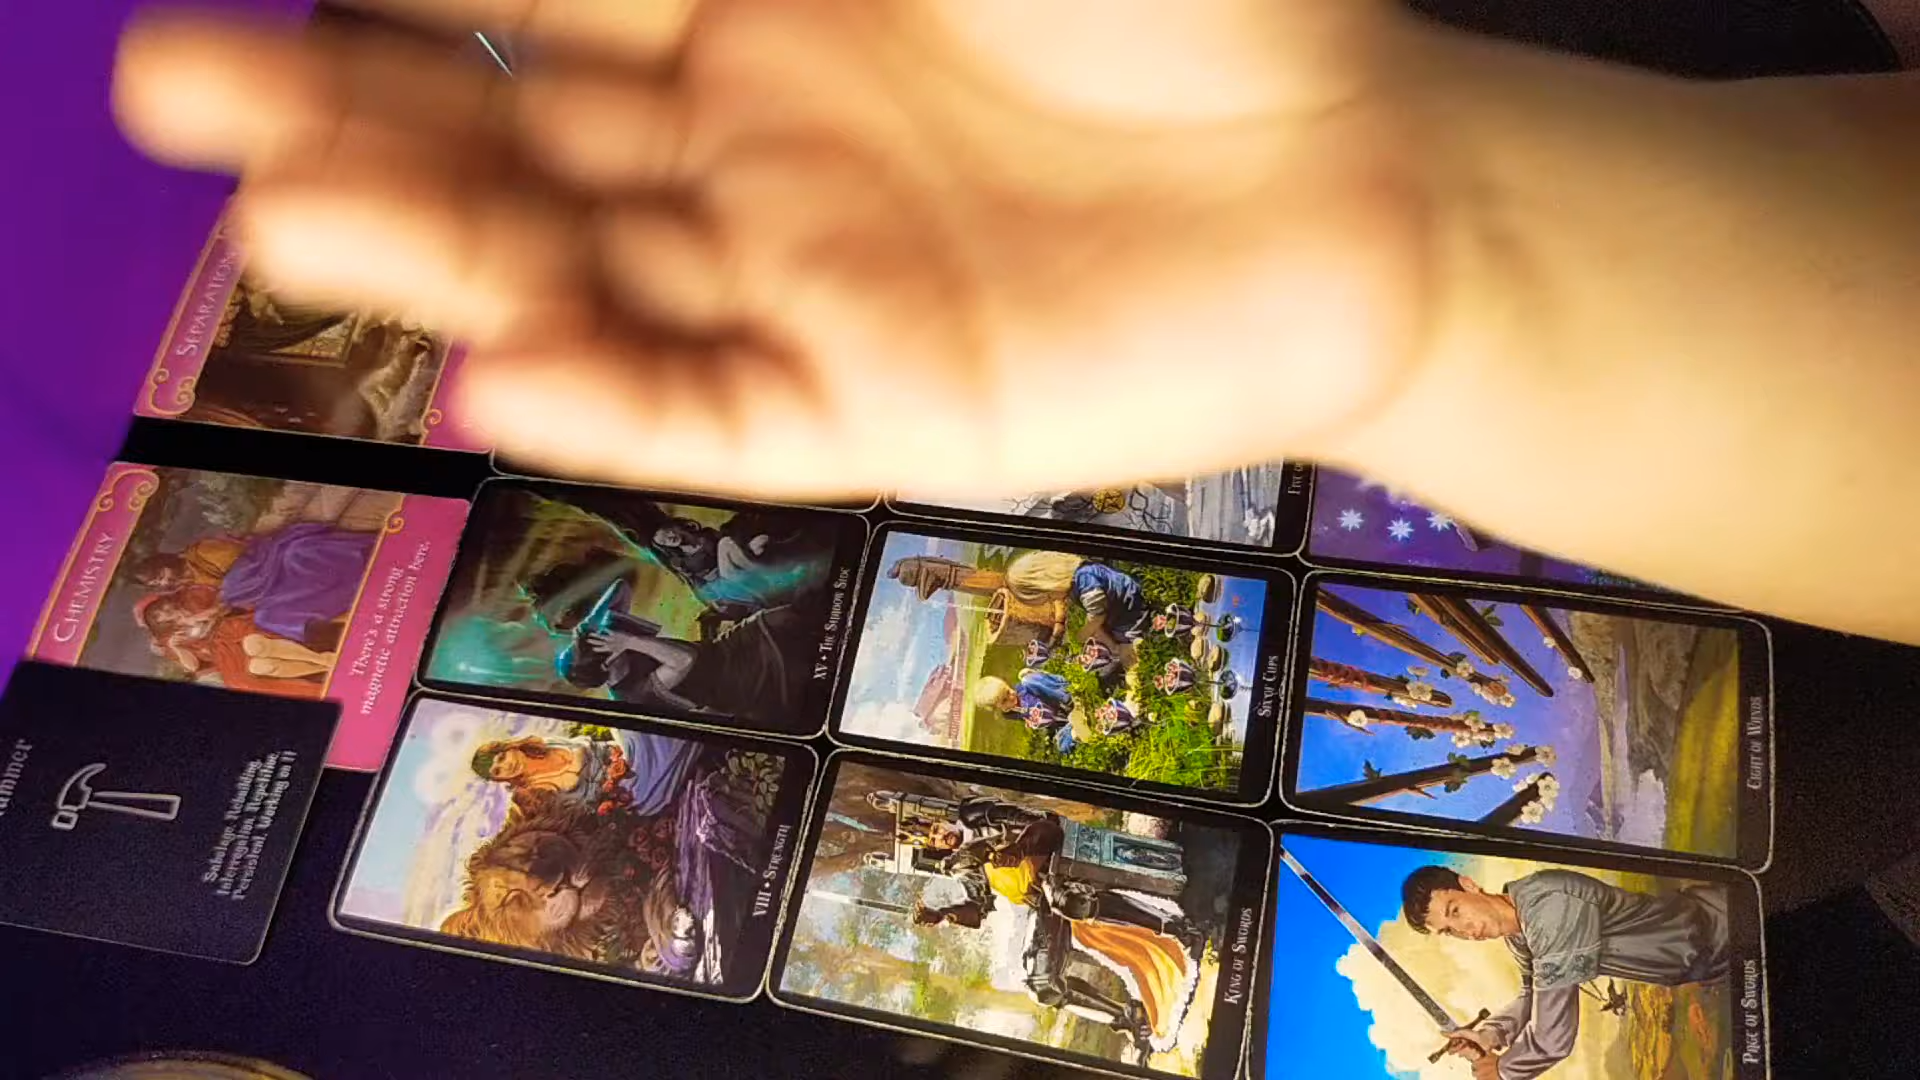 SEPARATION
CHEMISTRY
There's a strong
magnetic attraction here.
Sabotage, Rebuilding,
Interrogation, Repetitive,
Persistent, Working on It
XV • THE SHADOW SIDE
SIX OF CUPS
EIGHT OF WANDS
VIII • STRENGTH
KING OF SWORDS
PAGE OF SWORDS